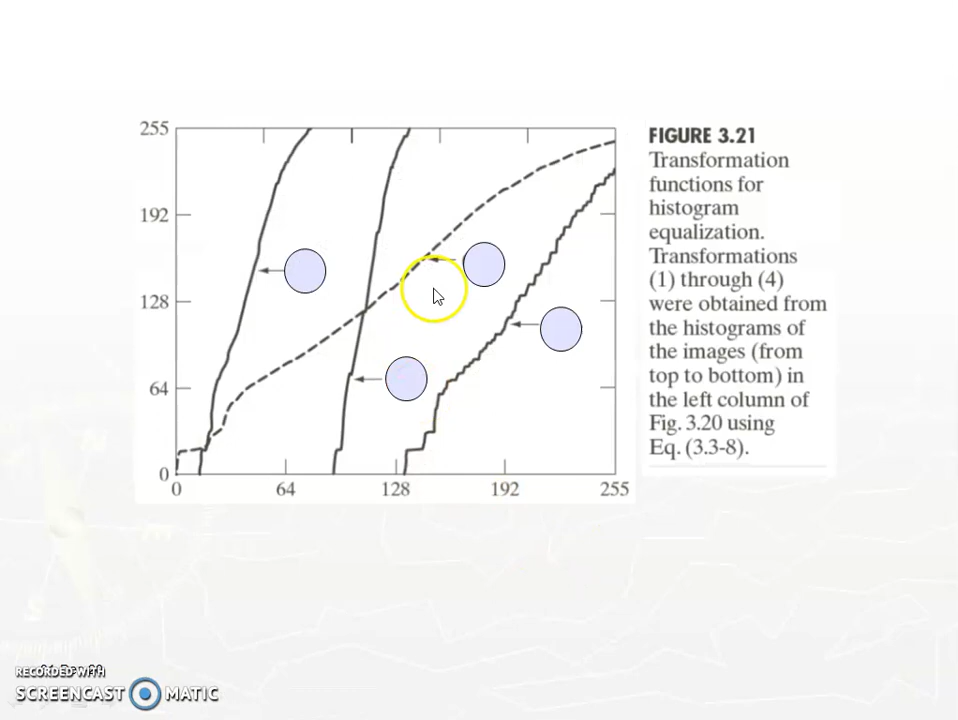 255
192
128
64
0
0
64
128
192
255
FIGURE 3.21
Transformation
functions for
histogram
equalization.
Transformations
(1) through (4)
were obtained from
the histograms of
the images (from
top to bottom) in
the left column of
Fig. 3.20 using
Eq. (3.3-8).
RECORDED WITH
SCREENCAST MATIC